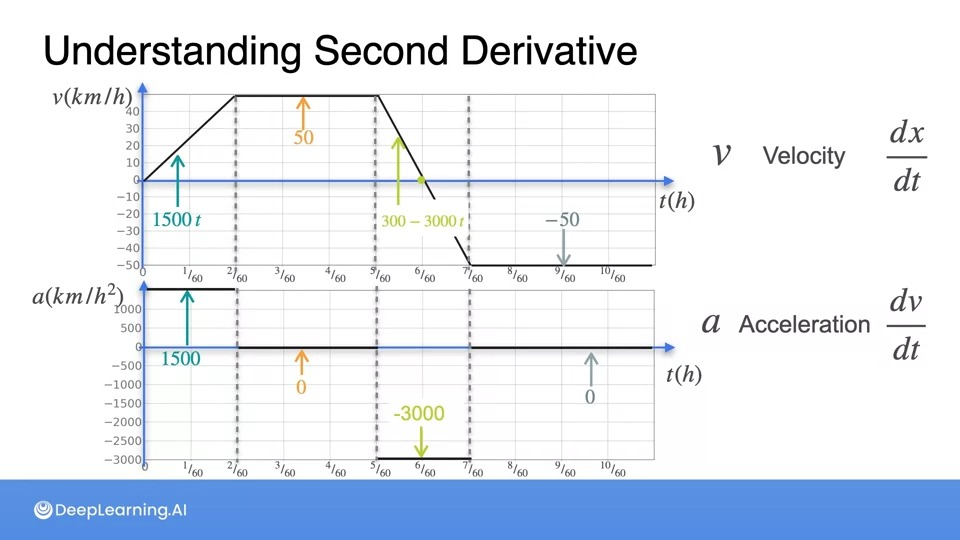 Understanding Second Derivative
v(km/h)
40
30
20
10
0
−10
−20
−30
−40
−50
50
1500 t
300 − 3000 t
−50
t(h)
0 1/60 2/60 3/60 4/60 5/60 6/60 7/60 8/60 9/60 10/60
v Velocity dx/dt
a(km/h²)
1000
500
0
−500
−1000
−1500
−2000
−2500
−3000
1500
0
-3000
0
t(h)
0 1/60 2/60 3/60 4/60 5/60 6/60 7/60 8/60 9/60 10/60
a Acceleration dv/dt
DeepLearning.AI